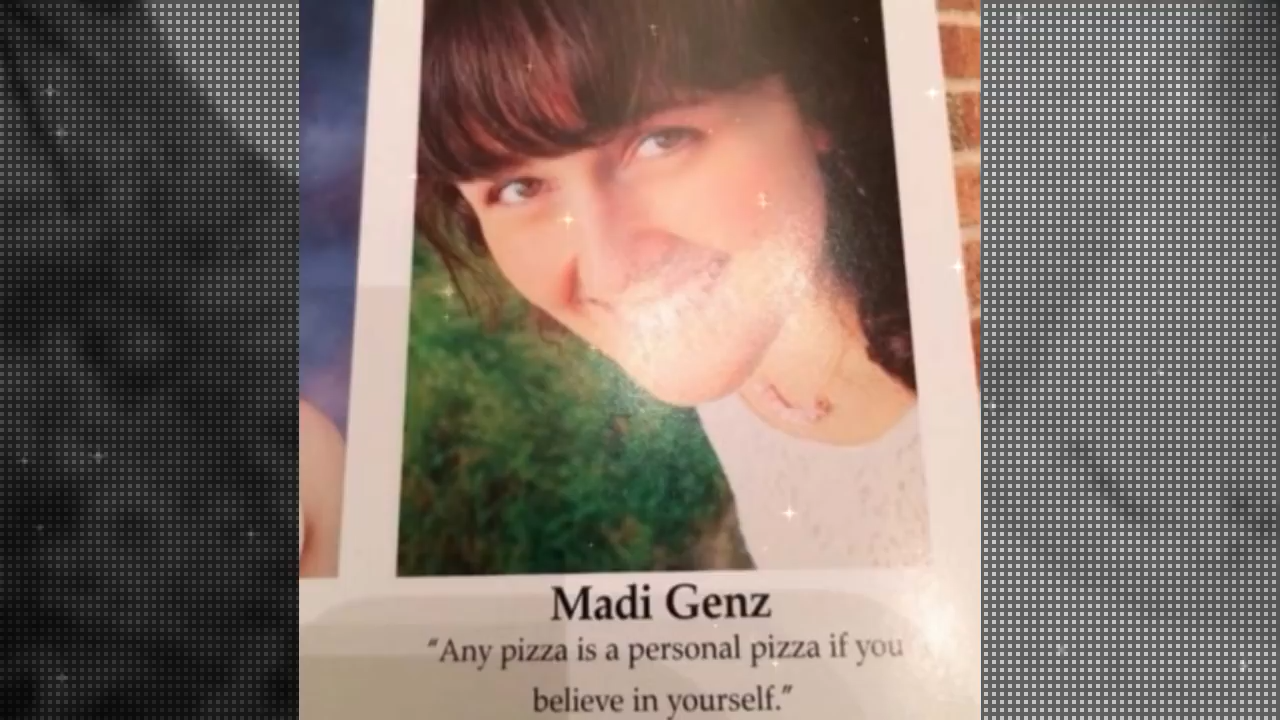 Madi Genz
“Any pizza is a personal pizza if you
believe in yourself.”